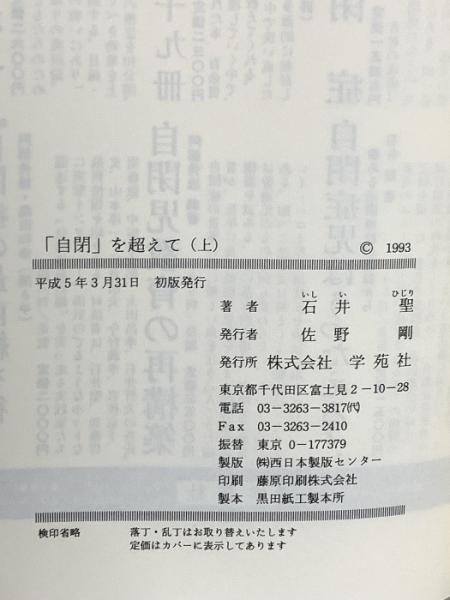 「自閉」を超えて（上）　© 1993
平成５年３月31日　初版発行
著者　石井　聖
いし　い　ひじり
発行者　佐野　剛
発行所　株式会社　学苑社
東京都千代田区富士見２−10−28
電話　03−3263−3817㈹
Fax　03−3263−2410
振替　東京　0−177379
製版　㈱西日本製版センター
印刷　藤原印刷株式会社
製本　黒田紙工製本所
検印省略　落丁・乱丁はお取り替えいたします
定価はカバーに表示してあります